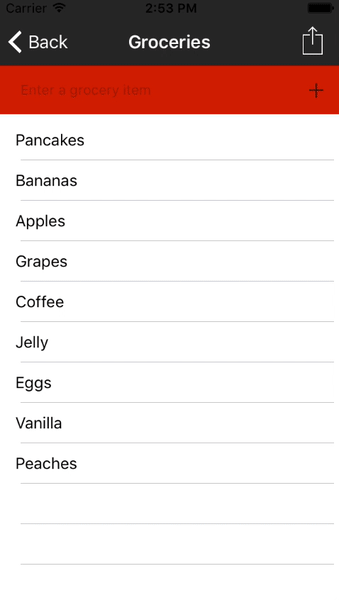 Carrier 2:53 PM
Back Groceries
Enter a grocery item +
Pancakes
Bananas
Apples
Grapes
Coffee
Jelly
Eggs
Vanilla
Peaches